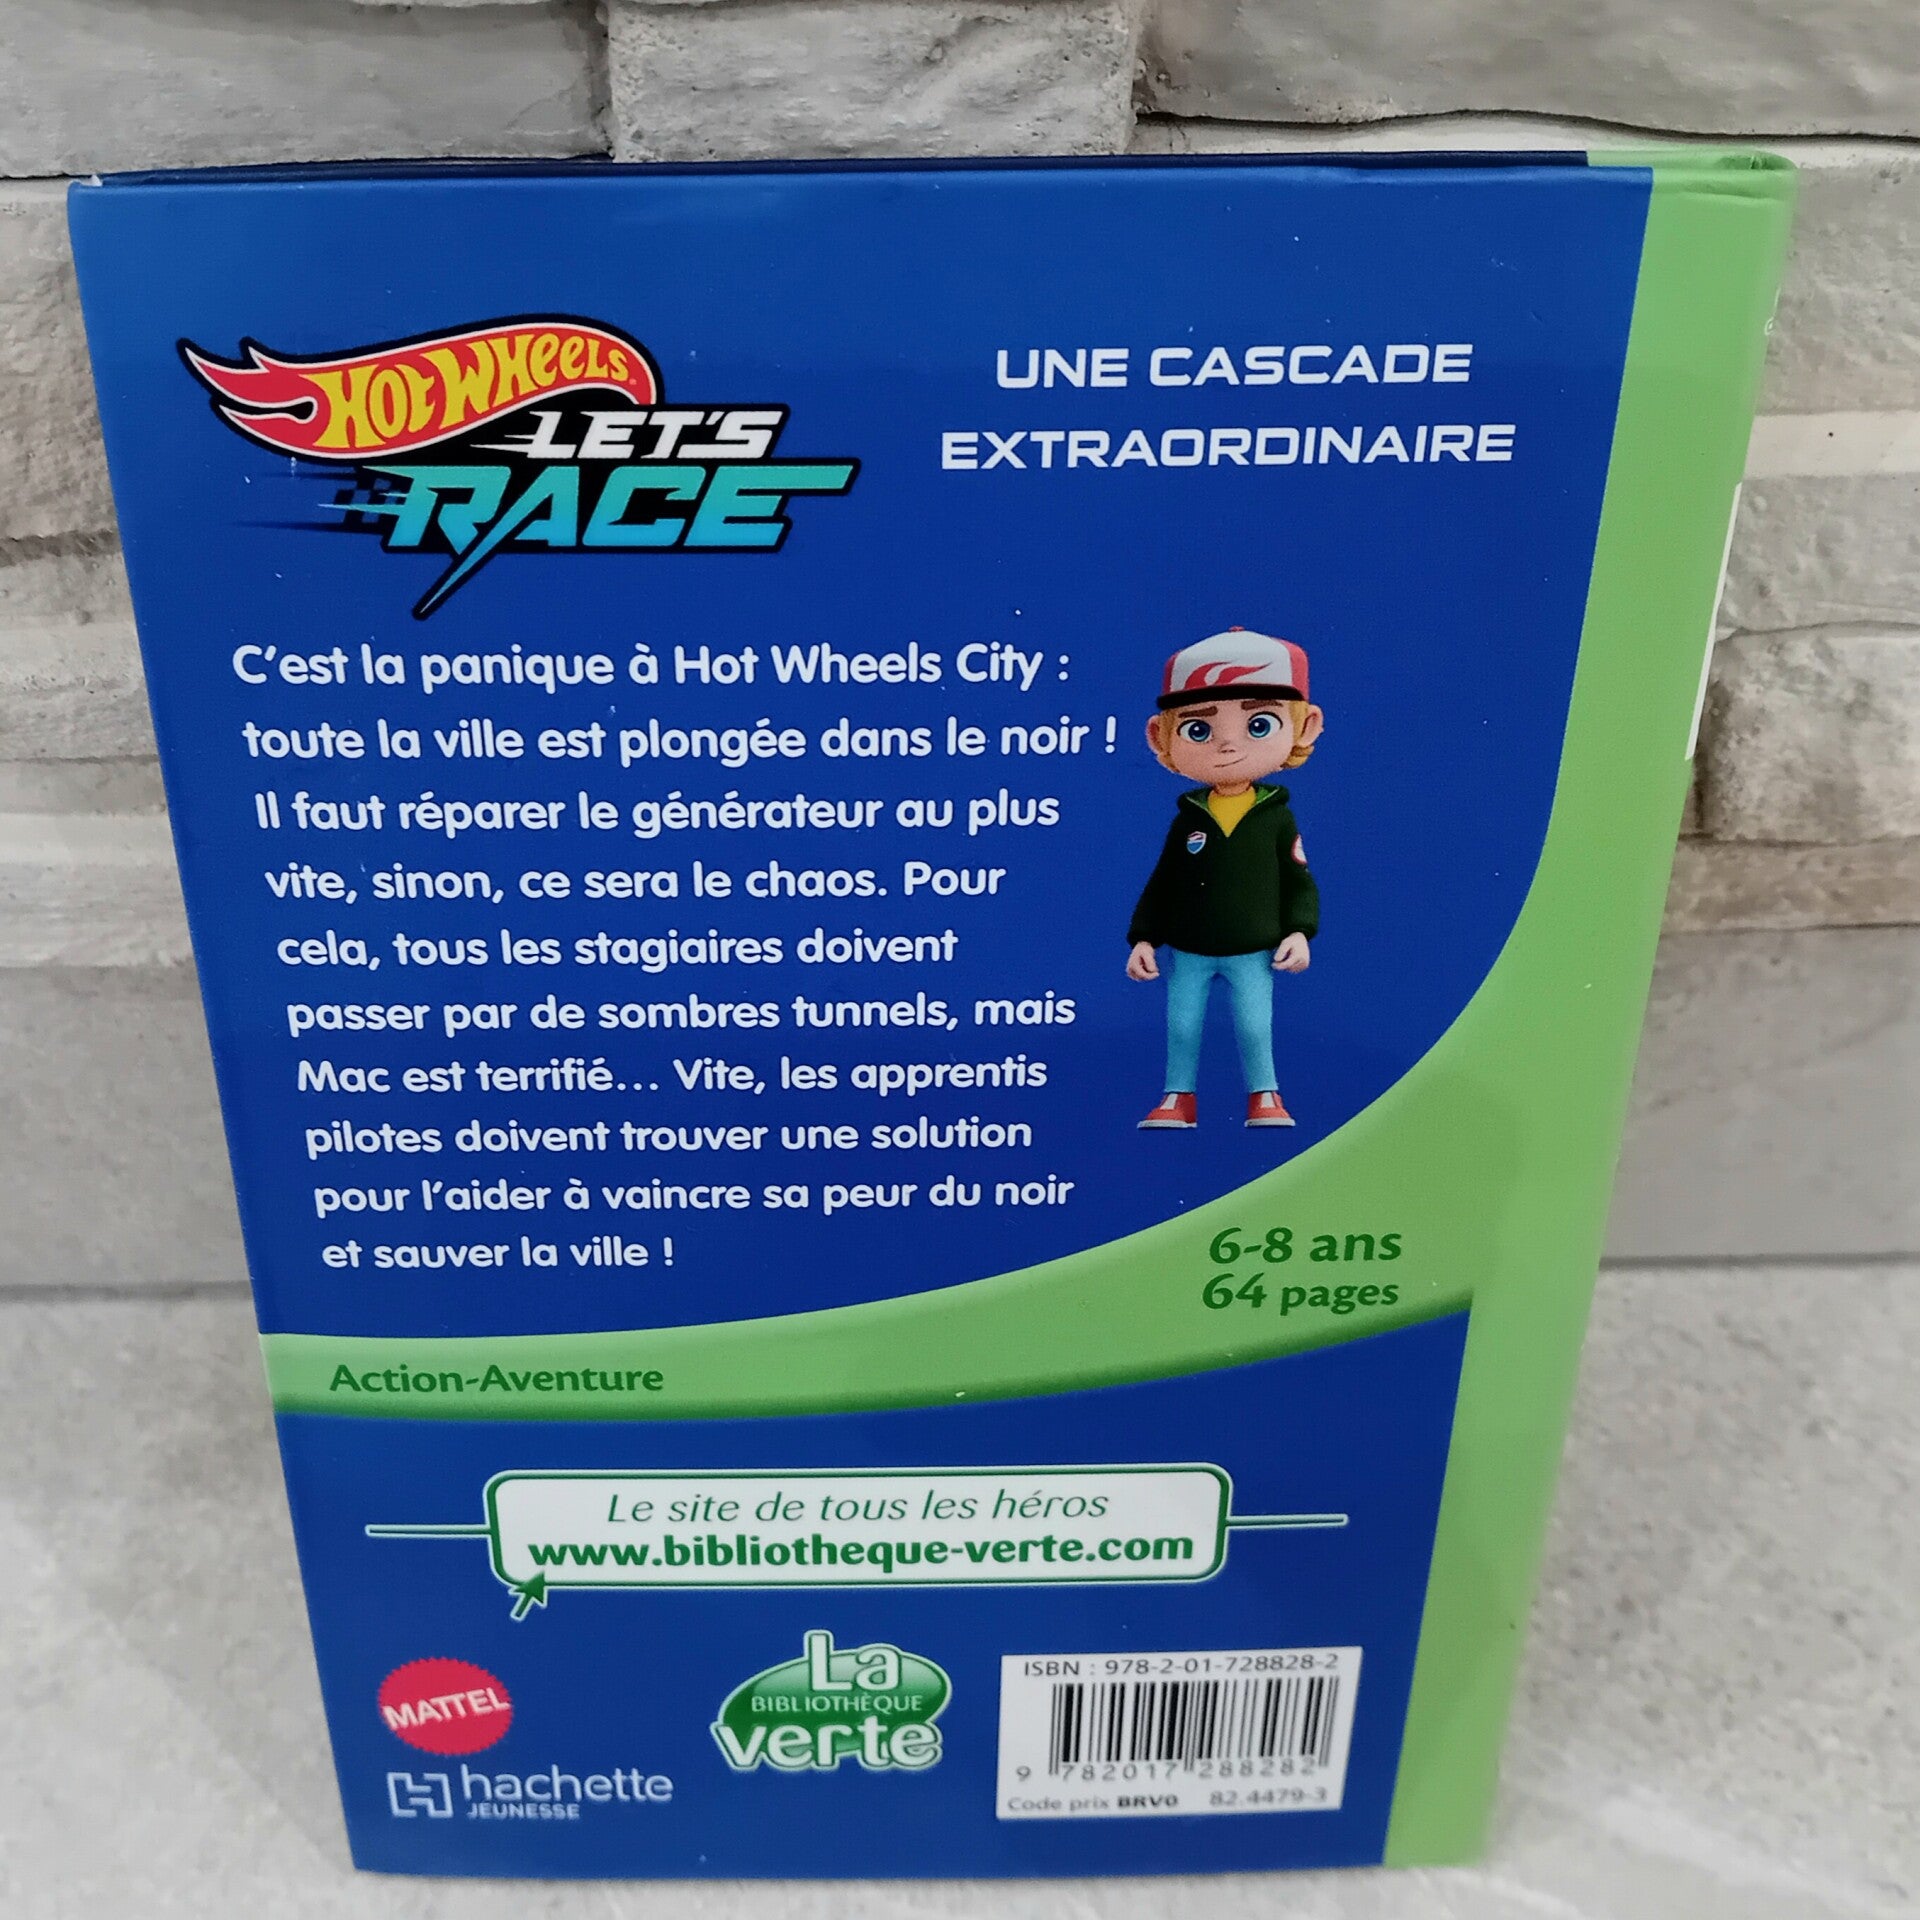 HOT WHEELS
LET'S
RACE
UNE CASCADE
EXTRAORDINAIRE
C'est la panique à Hot Wheels City :
toute la ville est plongée dans le noir !
Il faut réparer le générateur au plus
vite, sinon, ce sera le chaos. Pour
cela, tous les stagiaires doivent
passer par de sombres tunnels, mais
Mac est terrifié... Vite, les apprentis
pilotes doivent trouver une solution
pour l'aider à vaincre sa peur du noir
et sauver la ville !
6-8 ans
64 pages
Action-Aventure
Le site de tous les héros
www.bibliotheque-verte.com
MATTEL
hachette
JEUNESSE
La
BIBLIOTHÈQUE
verte
ISBN : 978-2-01-728828-2
9 782017 288282
Code prix BRV0 82.4479-3